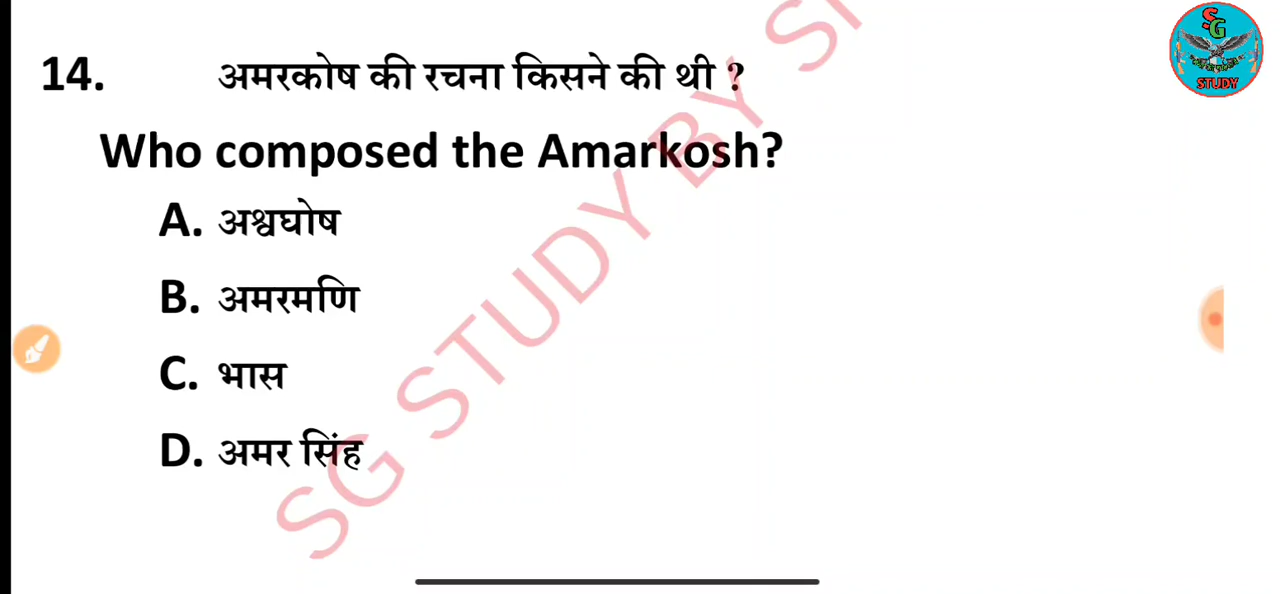 14. अमरकोष की रचना किसने की थी ?
Who composed the Amarkosh?
A. अश्वघोष
B. अमरमणि
C. भास
D. अमर सिंह
SG STUDY BY
SG
STUDY